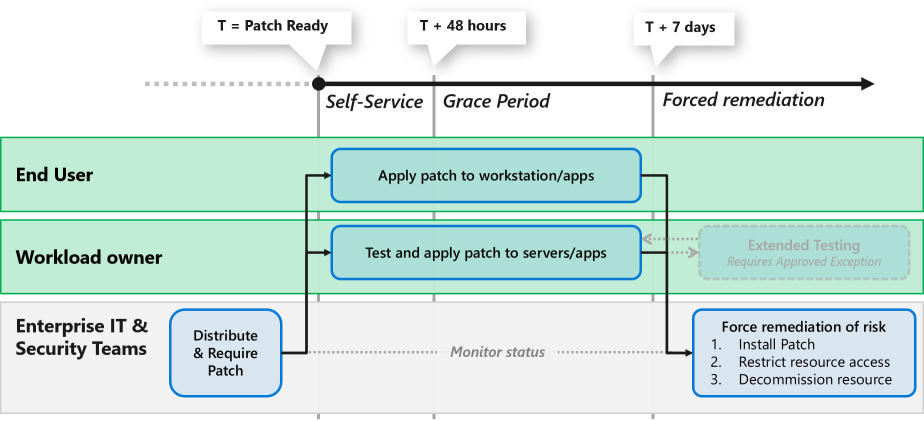 T = Patch Ready
T + 48 hours
T + 7 days
Self-Service
Grace Period
Forced remediation
End User
Apply patch to workstation/apps
Workload owner
Test and apply patch to servers/apps
Extended Testing
Requires Approved Exception
Enterprise IT &
Security Teams
Distribute
& Require
Patch
Monitor status
Force remediation of risk
1. Install Patch
2. Restrict resource access
3. Decommission resource